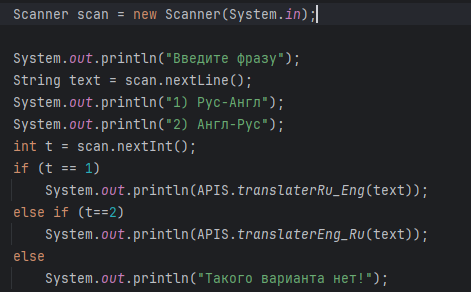 Scanner scan = new Scanner(System.in);
System.out.println("Введите фразу");
String text = scan.nextLine();
System.out.println("1) Рус-Англ");
System.out.println("2) Англ-Рус");
int t = scan.nextInt();
if (t == 1)
System.out.println(APIS.translaterRu_Eng(text));
else if (t==2)
System.out.println(APIS.translaterEng_Ru(text));
else
System.out.println("Такого варианта нет!");